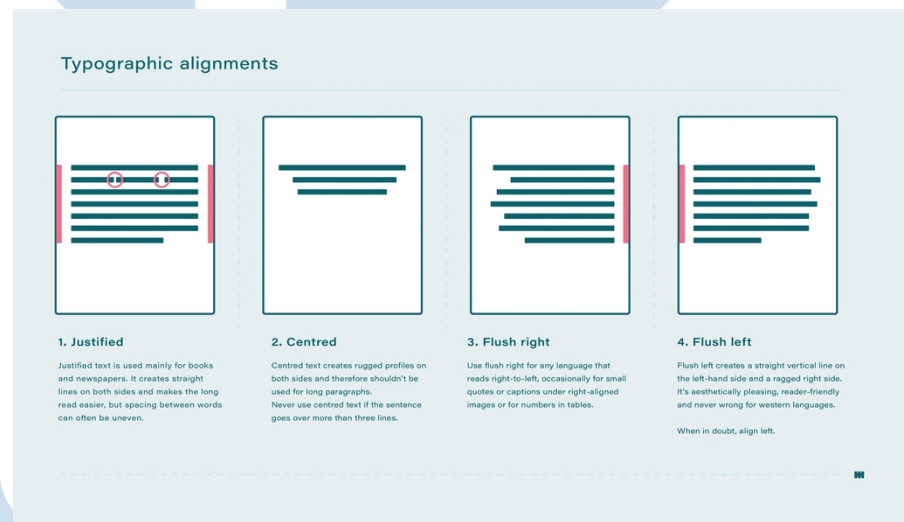 Typographic alignments
1. Justified
Justified text is used mainly for books
and newspapers. It creates straight
lines on both sides and makes the long
read easier, but spacing between words
can often be uneven.
2. Centred
Centred text creates rugged profiles on
both sides and therefore shouldn't be
used for long paragraphs.
Never use centred text if the sentence
goes over more than three lines.
3. Flush right
Use flush right for any language that
reads right-to-left, occasionally for small
quotes or captions under right-aligned
images or for numbers in tables.
4. Flush left
Flush left creates a straight vertical line on
the left-hand side and a ragged right side.
It's aesthetically pleasing, reader-friendly
and never wrong for western languages.
When in doubt, align left.